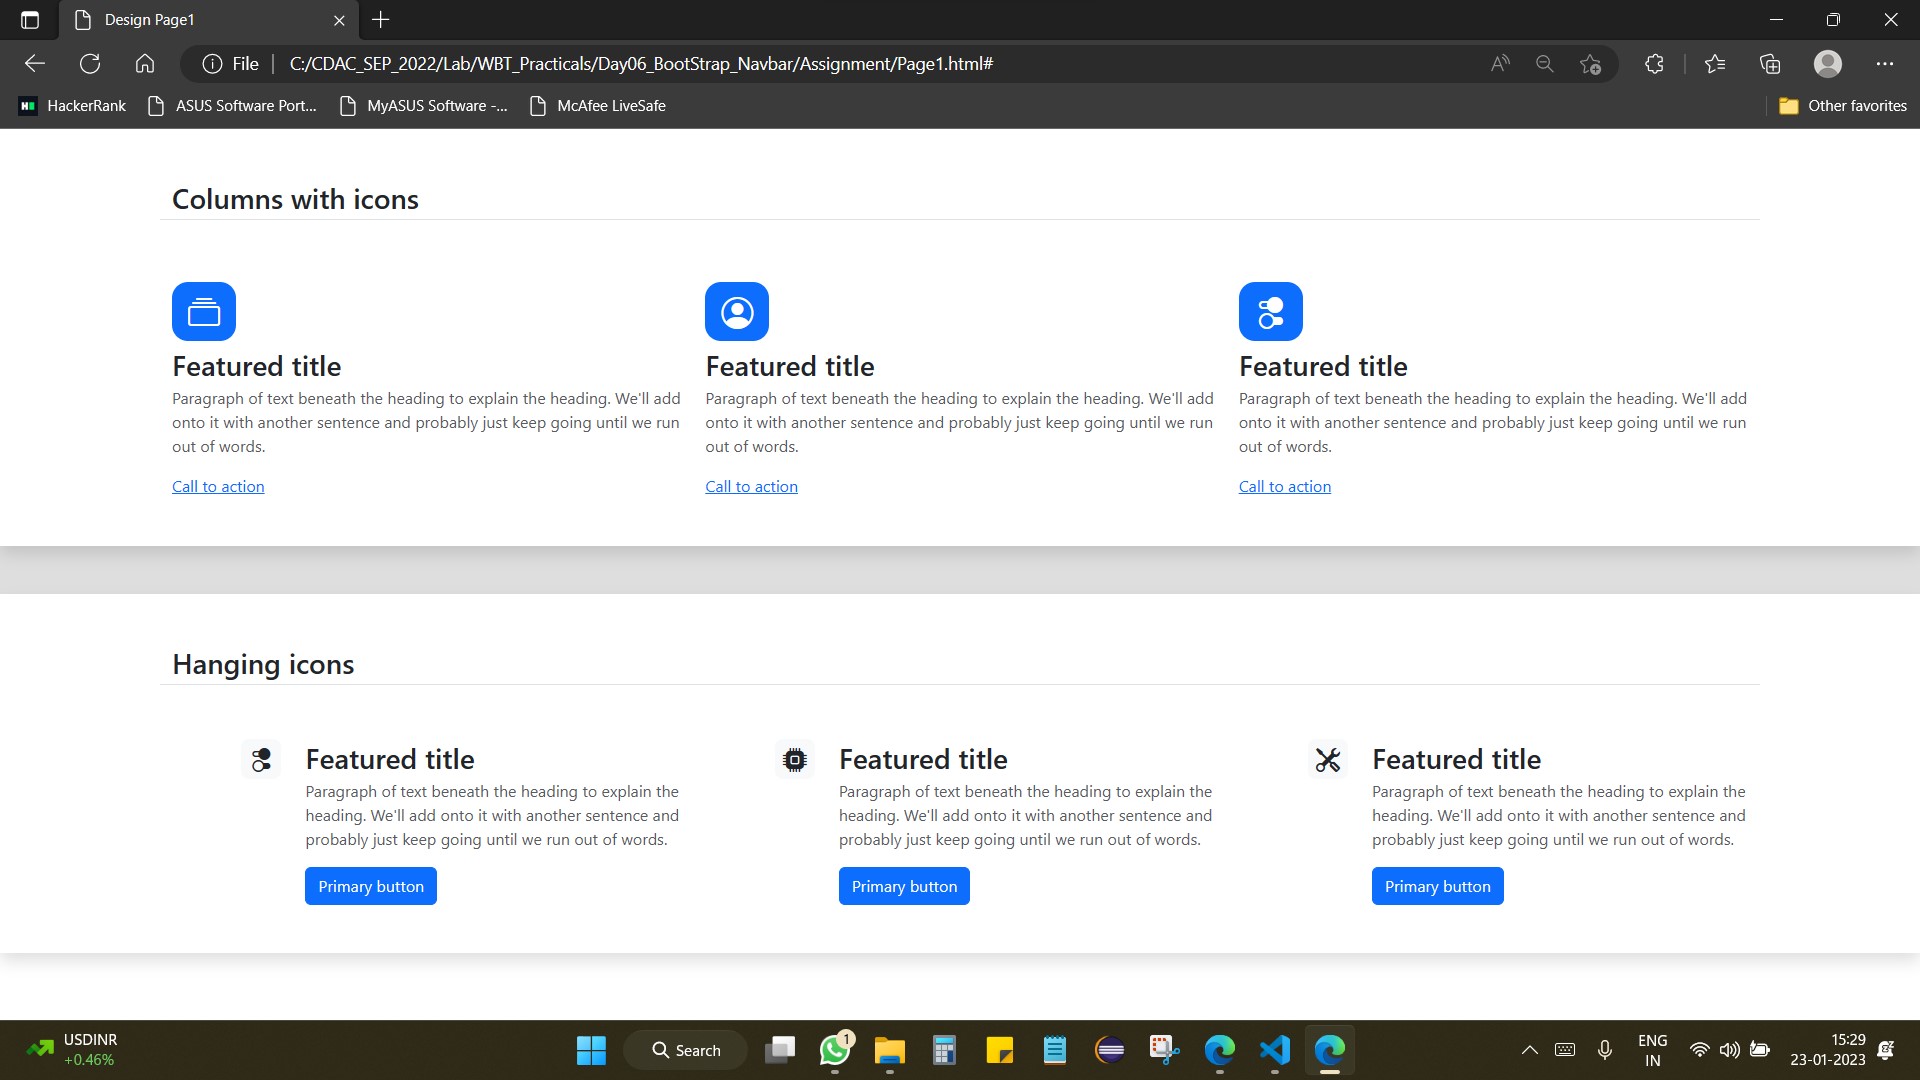 Design Page1
File
C:/CDAC_SEP_2022/Lab/WBT_Practicals/Day06_BootStrap_Navbar/Assignment/Page1.html#
HackerRank
ASUS Software Port...
MyASUS Software -...
McAfee LiveSafe
Other favorites
Columns with icons
Featured title
Paragraph of text beneath the heading to explain the heading. We'll add
onto it with another sentence and probably just keep going until we run
out of words.
Call to action
Featured title
Paragraph of text beneath the heading to explain the heading. We'll add
onto it with another sentence and probably just keep going until we run
out of words.
Call to action
Featured title
Paragraph of text beneath the heading to explain the heading. We'll add
onto it with another sentence and probably just keep going until we run
out of words.
Call to action
Hanging icons
Featured title
Paragraph of text beneath the heading to explain the
heading. We'll add onto it with another sentence and
probably just keep going until we run out of words.
Primary button
Featured title
Paragraph of text beneath the heading to explain the
heading. We'll add onto it with another sentence and
probably just keep going until we run out of words.
Primary button
Featured title
Paragraph of text beneath the heading to explain the
heading. We'll add onto it with another sentence and
probably just keep going until we run out of words.
Primary button
USDINR
+0.46%
Search
1
ENG
IN
15:29
23-01-2023